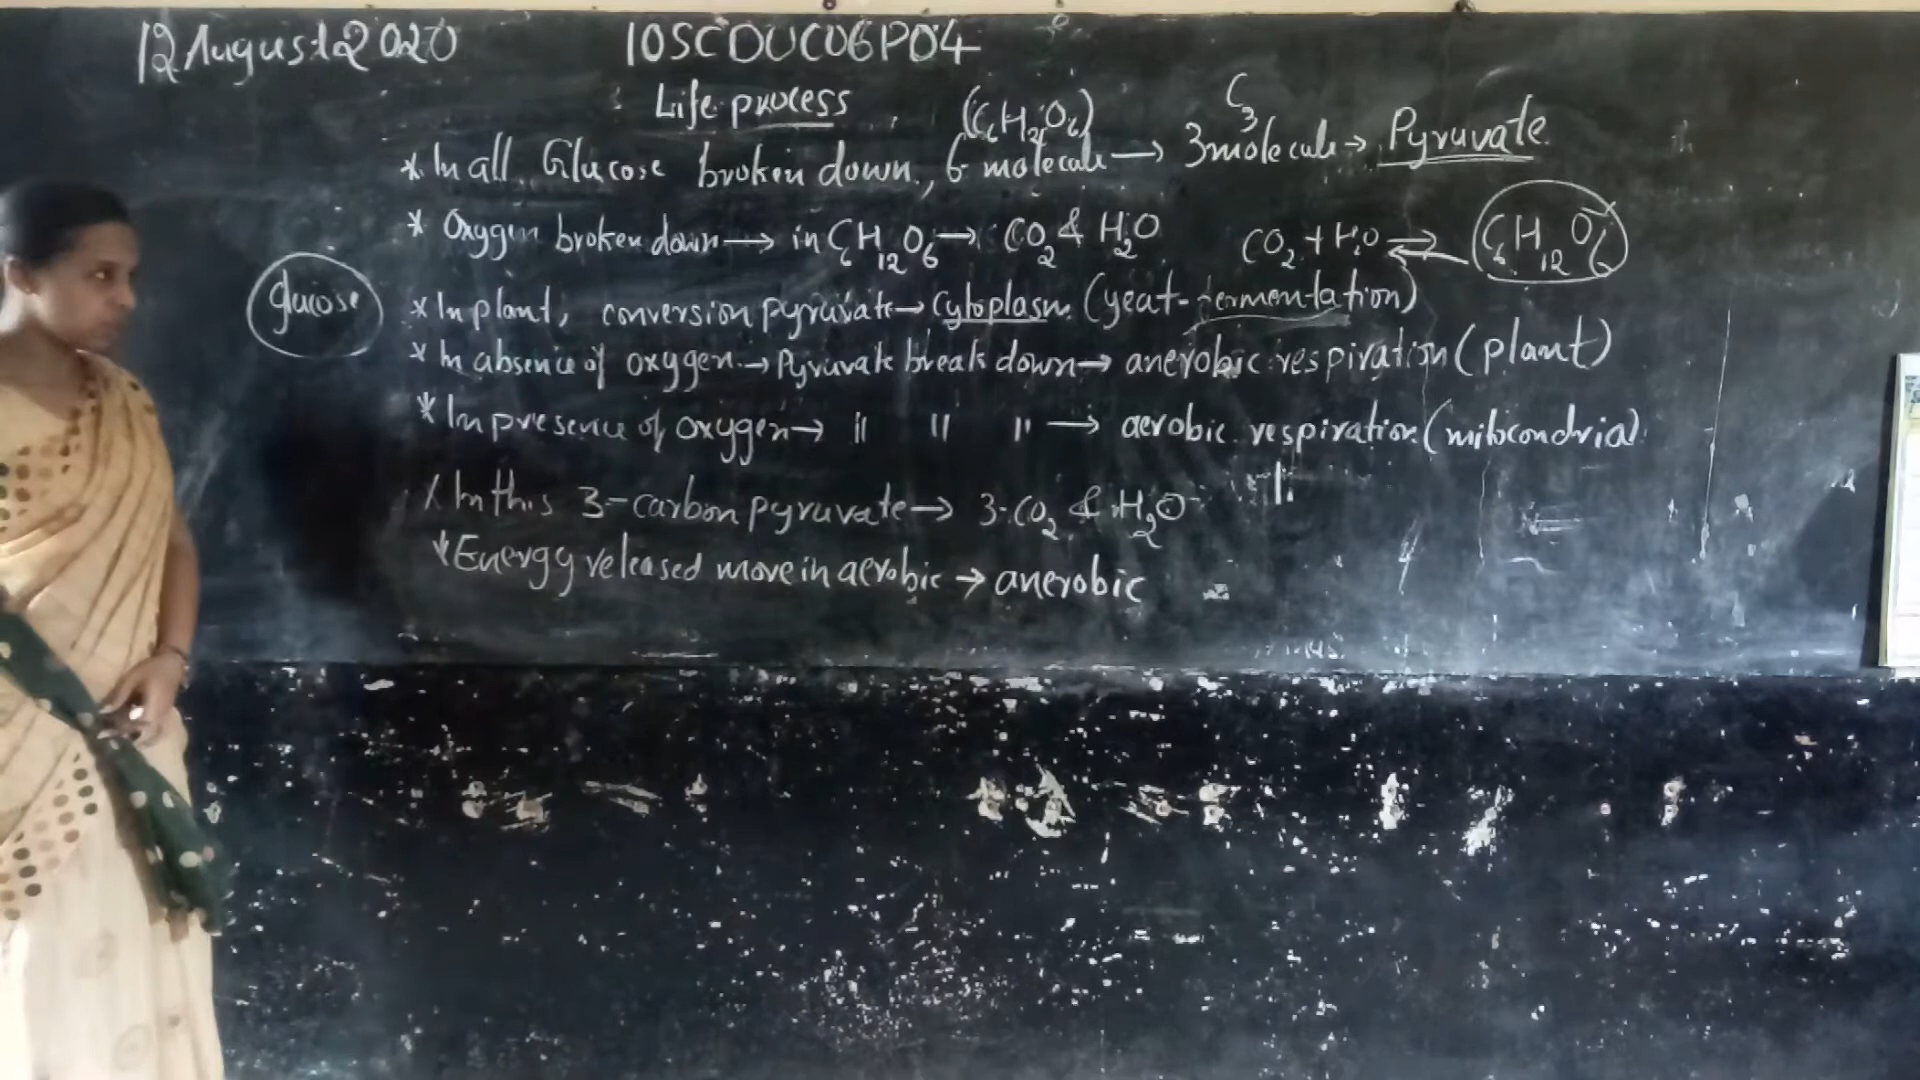 12 August 2020 10SCDUC06P04
Life process
(C6H12O6) C3
* In all Glucose broken down, 6 molecule → 3 molecule → Pyruvate
* Oxygen broken down → in C6H12O6 → CO2 & H2O CO2 + H2O ⇌ C6H12O6
glucose
* In plant, conversion pyruvate → Cytoplasm (yeat-fermentation)
* In absence of oxygen → Pyruvate break down → anerobic respiration (plant)
* In presence of oxygen → " " " → aerobic respiration (mitocondria)
* In this 3-carbon pyruvate → 3-CO2 & H2O
* Energy released more in aerobic → anerobic